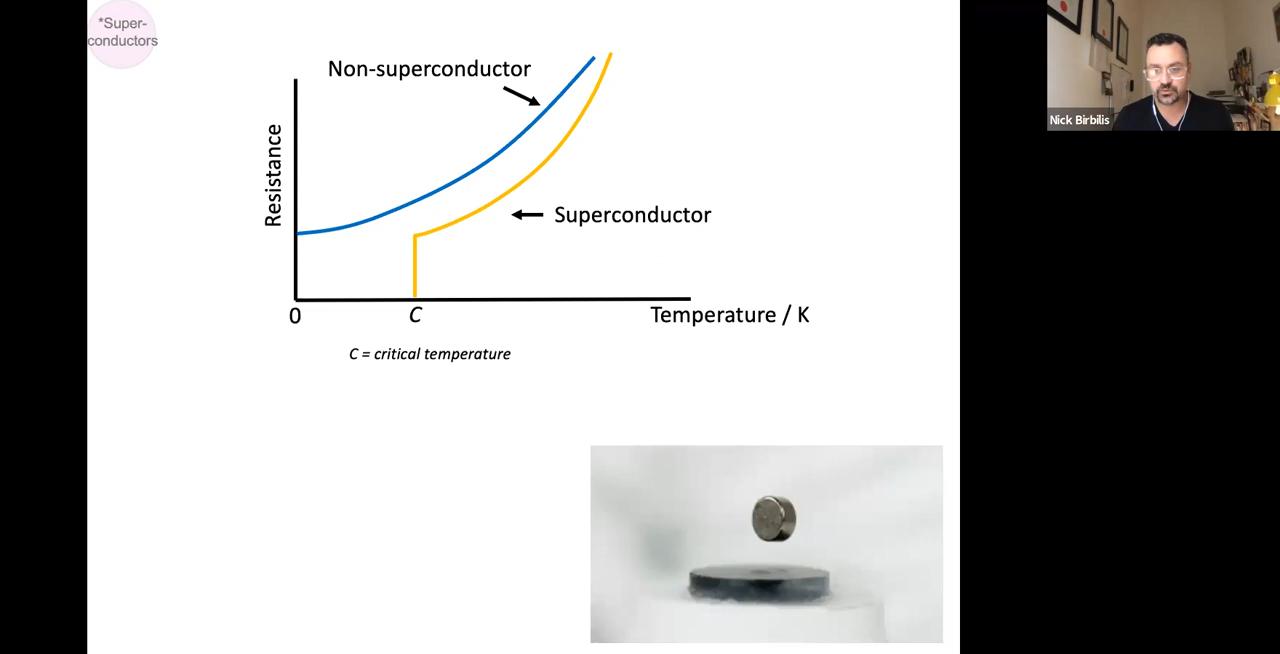 *Super-
conductors
Non-superconductor
Resistance
Superconductor
0
C
Temperature / K
C = critical temperature
Nick Birbilis